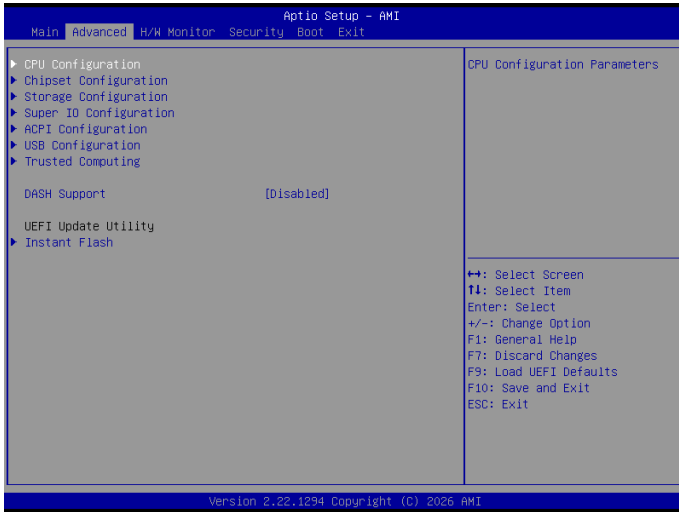 Aptio Setup - AMI
Main Advanced H/W Monitor Security Boot Exit
CPU Configuration
Chipset Configuration
Storage Configuration
Super IO Configuration
ACPI Configuration
USB Configuration
Trusted Computing
DASH Support [Disabled]
UEFI Update Utility
Instant Flash
CPU Configuration Parameters
↔: Select Screen
↑↓: Select Item
Enter: Select
+/-: Change Option
F1: General Help
F7: Discard Changes
F9: Load UEFI Defaults
F10: Save and Exit
ESC: Exit
Version 2.22.1294 Copyright (C) 2026 AMI